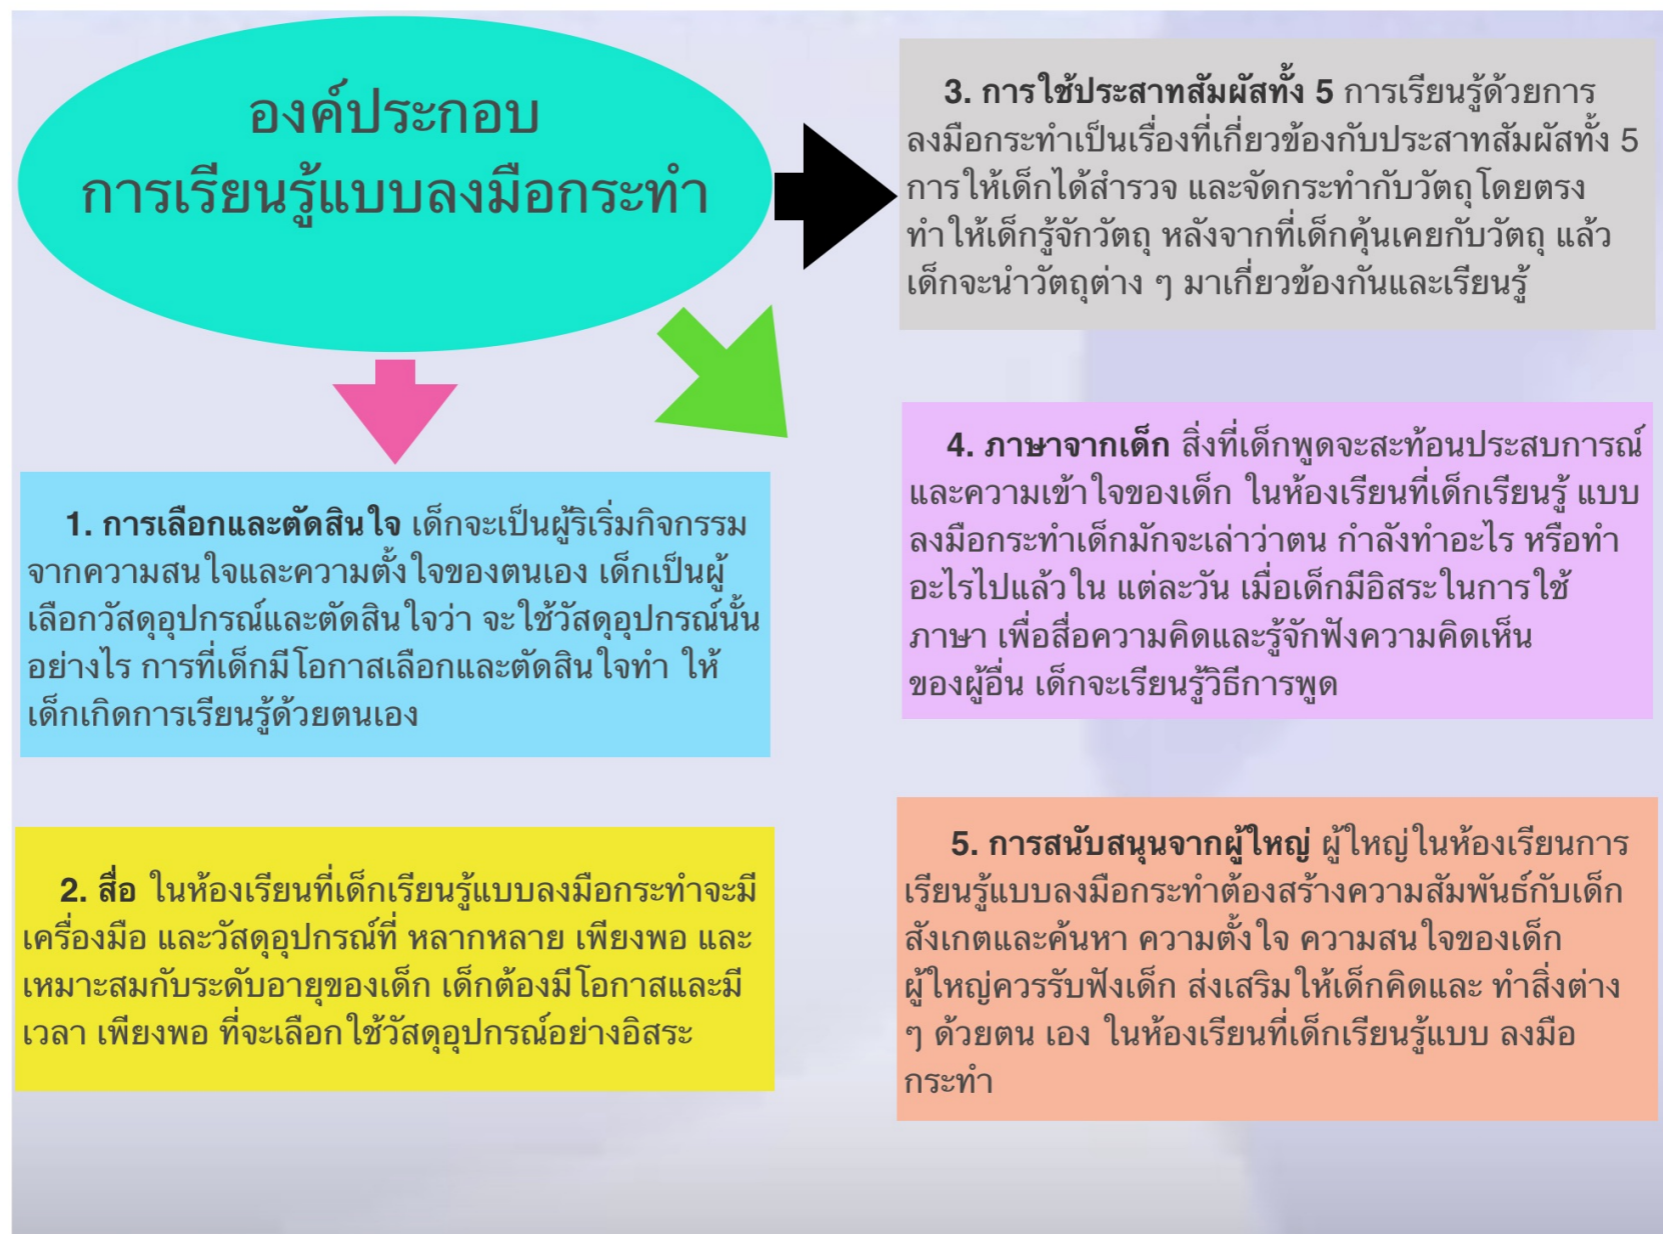 องค์ประกอบ
การเรียนรู้แบบลงมือกระทำ
1. การเลือกและตัดสินใจ เด็กจะเป็นผู้ริเริ่มกิจกรรม
จากความสนใจและความตั้งใจของตนเอง เด็กเป็นผู้
เลือกวัสดุอุปกรณ์และตัดสินใจว่า จะใช้วัสดุอุปกรณ์นั้น
อย่างไร การที่เด็กมีโอกาสเลือกและตัดสินใจทำ ให้
เด็กเกิดการเรียนรู้ด้วยตนเอง
2. สื่อ ในห้องเรียนที่เด็กเรียนรู้แบบลงมือกระทำจะมี
เครื่องมือ และวัสดุอุปกรณ์ที่ หลากหลาย เพียงพอ และ
เหมาะสมกับระดับอายุของเด็ก เด็กต้องมีโอกาสและมี
เวลา เพียงพอ ที่จะเลือกใช้วัสดุอุปกรณ์อย่างอิสระ
3. การใช้ประสาทสัมผัสทั้ง 5 การเรียนรู้ด้วยการ
ลงมือกระทำเป็นเรื่องที่เกี่ยวข้องกับประสาทสัมผัสทั้ง 5
การให้เด็กได้สำรวจ และจัดกระทำกับวัตถุโดยตรง
ทำให้เด็กรู้จักวัตถุ หลังจากที่เด็กคุ้นเคยกับวัตถุ แล้ว
เด็กจะนำวัตถุต่าง ๆ มาเกี่ยวข้องกันและเรียนรู้
4. ภาษาจากเด็ก สิ่งที่เด็กพูดจะสะท้อนประสบการณ์
และความเข้าใจของเด็ก ในห้องเรียนที่เด็กเรียนรู้ แบบ
ลงมือกระทำเด็กมักจะเล่าว่าตน กำลังทำอะไร หรือทำ
อะไรไปแล้วใน แต่ละวัน เมื่อเด็กมีอิสระในการใช้
ภาษา เพื่อสื่อความคิดและรู้จักฟังความคิดเห็น
ของผู้อื่น เด็กจะเรียนรู้วิธีการพูด
5. การสนับสนุนจากผู้ใหญ่ ผู้ใหญ่ในห้องเรียนการ
เรียนรู้แบบลงมือกระทำต้องสร้างความสัมพันธ์กับเด็ก
สังเกตและค้นหา ความตั้งใจ ความสนใจของเด็ก
ผู้ใหญ่ควรรับฟังเด็ก ส่งเสริมให้เด็กคิดและ ทำสิ่งต่าง
ๆ ด้วยตน เอง ในห้องเรียนที่เด็กเรียนรู้แบบ ลงมือ
กระทำ